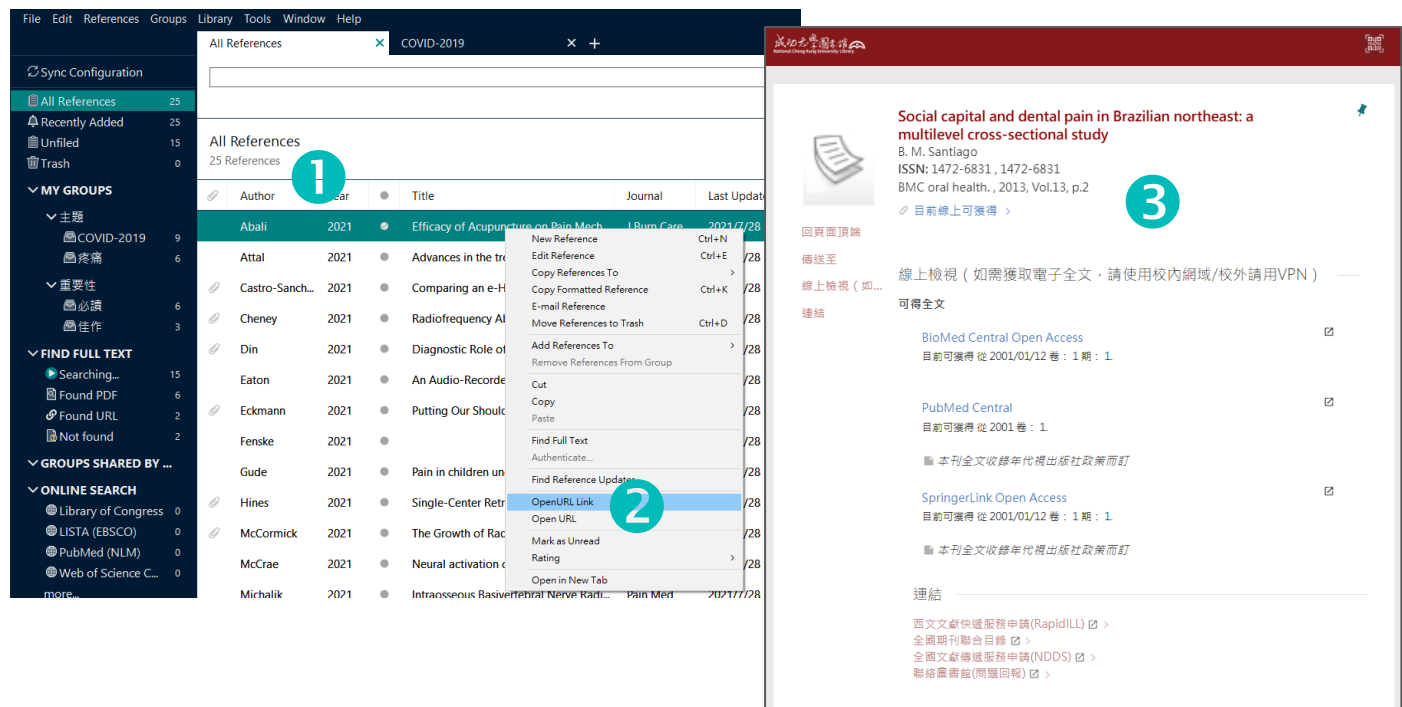 File Edit References Groups Library Tools Window Help
All References
COVID-2019
Sync Configuration
All References 25
Recently Added 25
Unfiled 15
Trash 0
MY GROUPS
主題
COVID-2019 9
疼痛 6
重要性
必讀 6
佳作 3
FIND FULL TEXT
Searching... 15
Found PDF 6
Found URL 2
Not found 2
GROUPS SHARED BY ...
ONLINE SEARCH
Library of Congress 0
LISTA (EBSCO) 0
PubMed (NLM) 0
Web of Science C... 0
more...
All References
25 References
1
Author Title Journal Last Updat
Abali 2021 Efficacy of Acupuncture on Pain Mech... J Burn Care 2021/7/28
Attal 2021 Advances in the tre /28
Castro-Sanch... 2021 Comparing an e-H /28
Cheney 2021 Radiofrequency Al /28
Din 2021 Diagnostic Role of /28
Eaton 2021 An Audio-Recorde /28
Eckmann 2021 Putting Our Should /28
Fenske 2021 /28
Gude 2021 Pain in children un /28
Hines 2021 Single-Center Retr /28
McCormick 2021 The Growth of Rad /28
McCrae 2021 Neural activation /28
Michalik 2021 Intraosseous Basivertebral Nerve Radi... Pain Med 2021/7/28
New Reference Ctrl+N
Edit Reference Ctrl+E
Copy References To
Copy Formatted Reference Ctrl+K
E-mail Reference
Move References to Trash Ctrl+D
Add References To
Remove References From Group
Cut
Copy
Paste
Find Full Text
Authenticate...
Find Reference Updates...
OpenURL Link
Open URL
2
Mark as Unread
Rating
Open in New Tab
成功大學圖書館
National Cheng Kung University Library
Social capital and dental pain in Brazilian northeast: a
multilevel cross-sectional study
B. M. Santiago
ISSN: 1472-6831 , 1472-6831
BMC oral health. , 2013, Vol.13, p.2
目前線上可獲得
3
回頁面頂端
傳送至
線上檢視 ( 如...
連結
線上檢視 ( 如需獲取電子全文，請使用校內網域/校外請用VPN )
可得全文
BioMed Central Open Access
目前可獲得 從 2001/01/12 卷： 1 期： 1.
PubMed Central
目前可獲得 從 2001 卷： 1.
本刊全文收錄年代視出版社政策而訂
SpringerLink Open Access
目前可獲得 從 2001/01/12 卷： 1 期： 1.
本刊全文收錄年代視出版社政策而訂
連結
西文文獻快遞服務申請(RapidILL)
全國期刊聯合目錄
全國文獻傳遞服務申請(NDDS)
聯絡圖書館(問題回報)